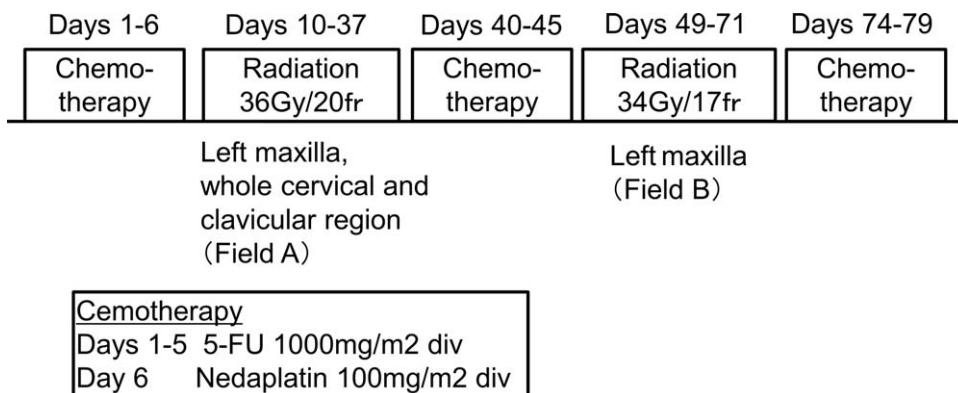 Days 1-6 Days 10-37 Days 40-45 Days 49-71 Days 74-79
Chemo-
therapy
Radiation
36Gy/20fr
Chemo-
therapy
Radiation
34Gy/17fr
Chemo-
therapy
Left maxilla,
whole cervical and
clavicular region
（Field A）
Left maxilla
（Field B）
Cemotherapy
Days 1-5 5-FU 1000mg/m2 div
Day 6 Nedaplatin 100mg/m2 div